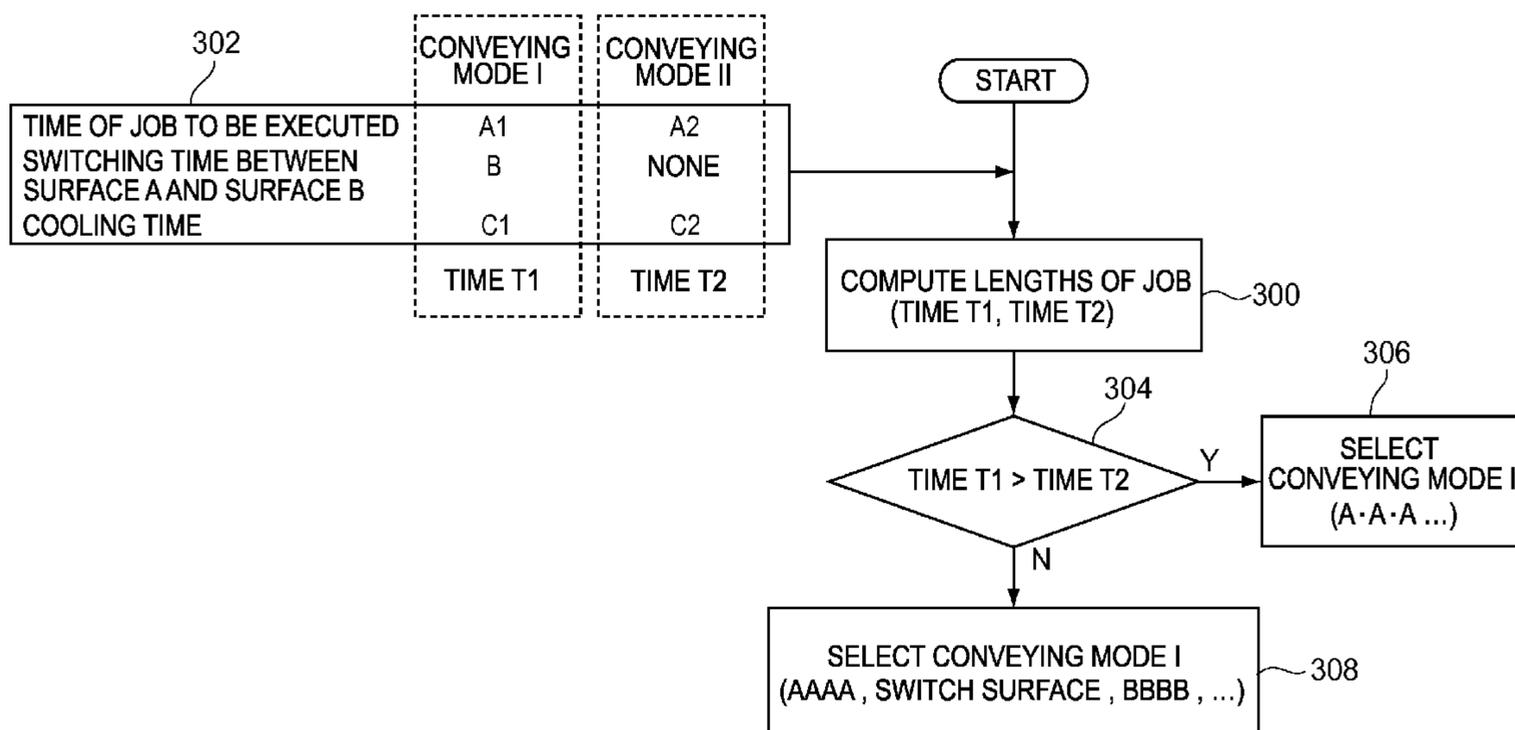 302
CONVEYING
MODE I
CONVEYING
MODE II
TIME OF JOB TO BE EXECUTED A1 A2
SWITCHING TIME BETWEEN B NONE
SURFACE A AND SURFACE B
COOLING TIME C1 C2
TIME T1 TIME T2
START
COMPUTE LENGTHS OF JOB
(TIME T1, TIME T2)
300
304
TIME T1 > TIME T2
Y
N
306
SELECT
CONVEYING MODE I
(A·A·A ...)
SELECT CONVEYING MODE I
(AAAA , SWITCH SURFACE , BBBB , ...)
308